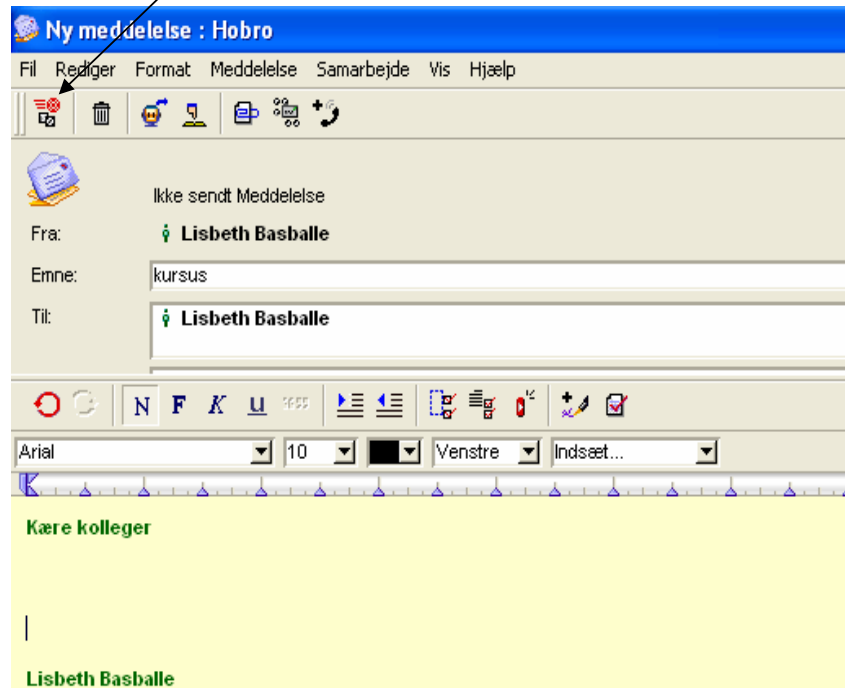 Ny meddelelse : Hobro
Fil Rediger Format Meddelelse Samarbejde Vis Hjælp
Ikke sendt Meddelelse
Fra: Lisbeth Basballe
Emne: kursus
Til: Lisbeth Basballe
N F K u
Arial 10 Venstre Indsæt...
Kære kolleger
Lisbeth Basballe